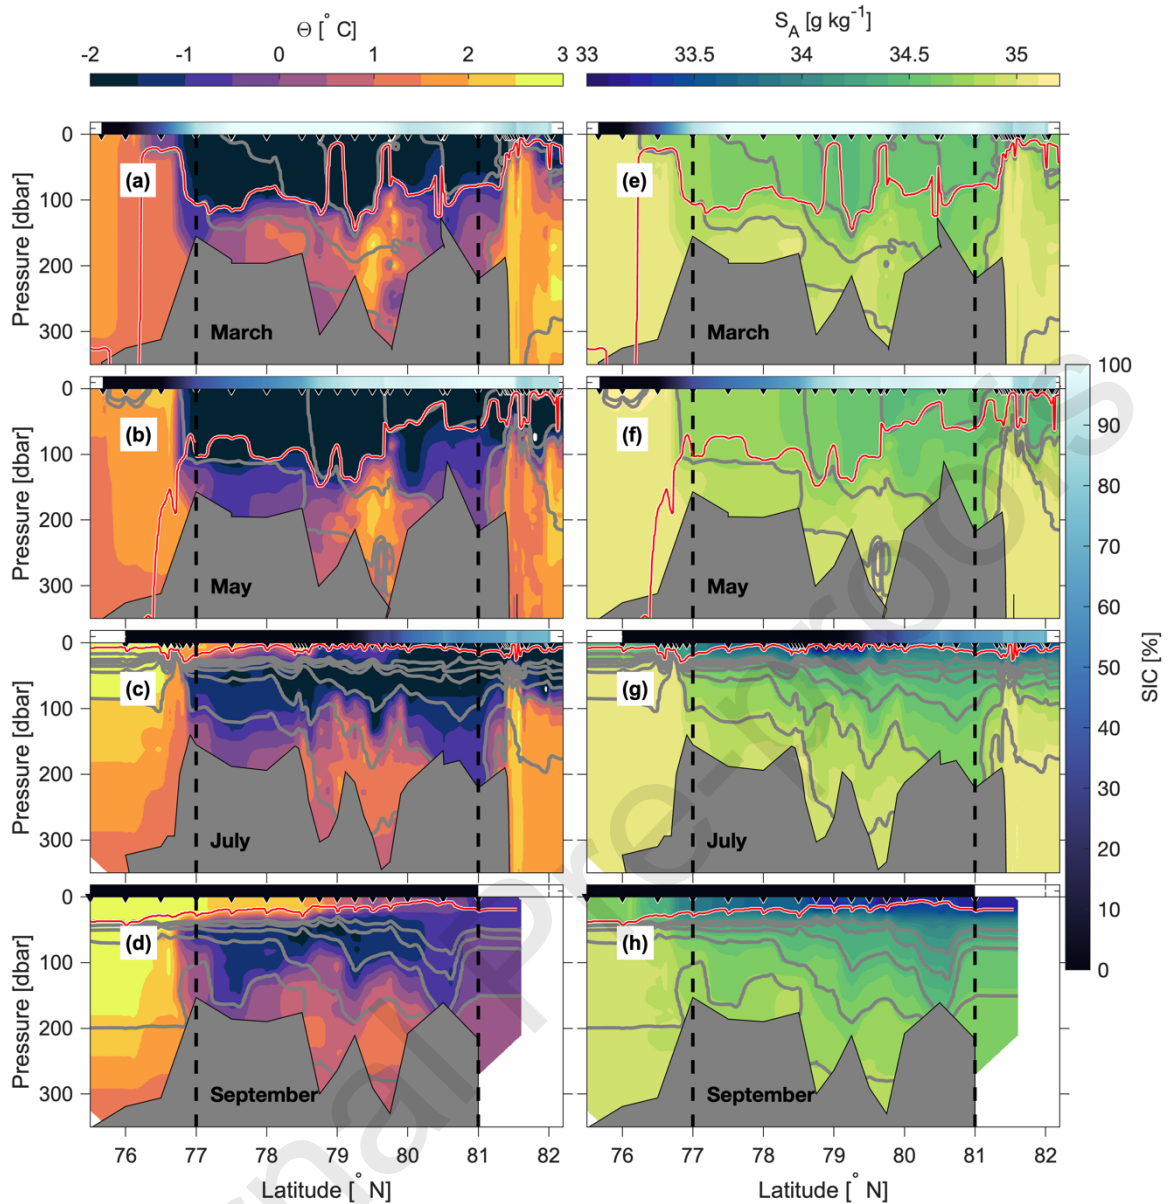 Θ [° C]
-2 -1 0 1 2 3
S_A [g kg⁻¹]
33 33.5 34 34.5 35
0
100
200
300
Pressure [dbar]
(a)
March
(e)
March
0
100
200
300
Pressure [dbar]
(b)
May
(f)
May
0
100
200
300
Pressure [dbar]
(c)
July
(g)
July
0
100
200
300
Pressure [dbar]
(d)
September
(h)
September
76 77 78 79 80 81 82
Latitude [° N]
76 77 78 79 80 81 82
Latitude [° N]
100
90
80
70
60
50
40
30
20
10
0
SIC [%]
nal Pre-proofs